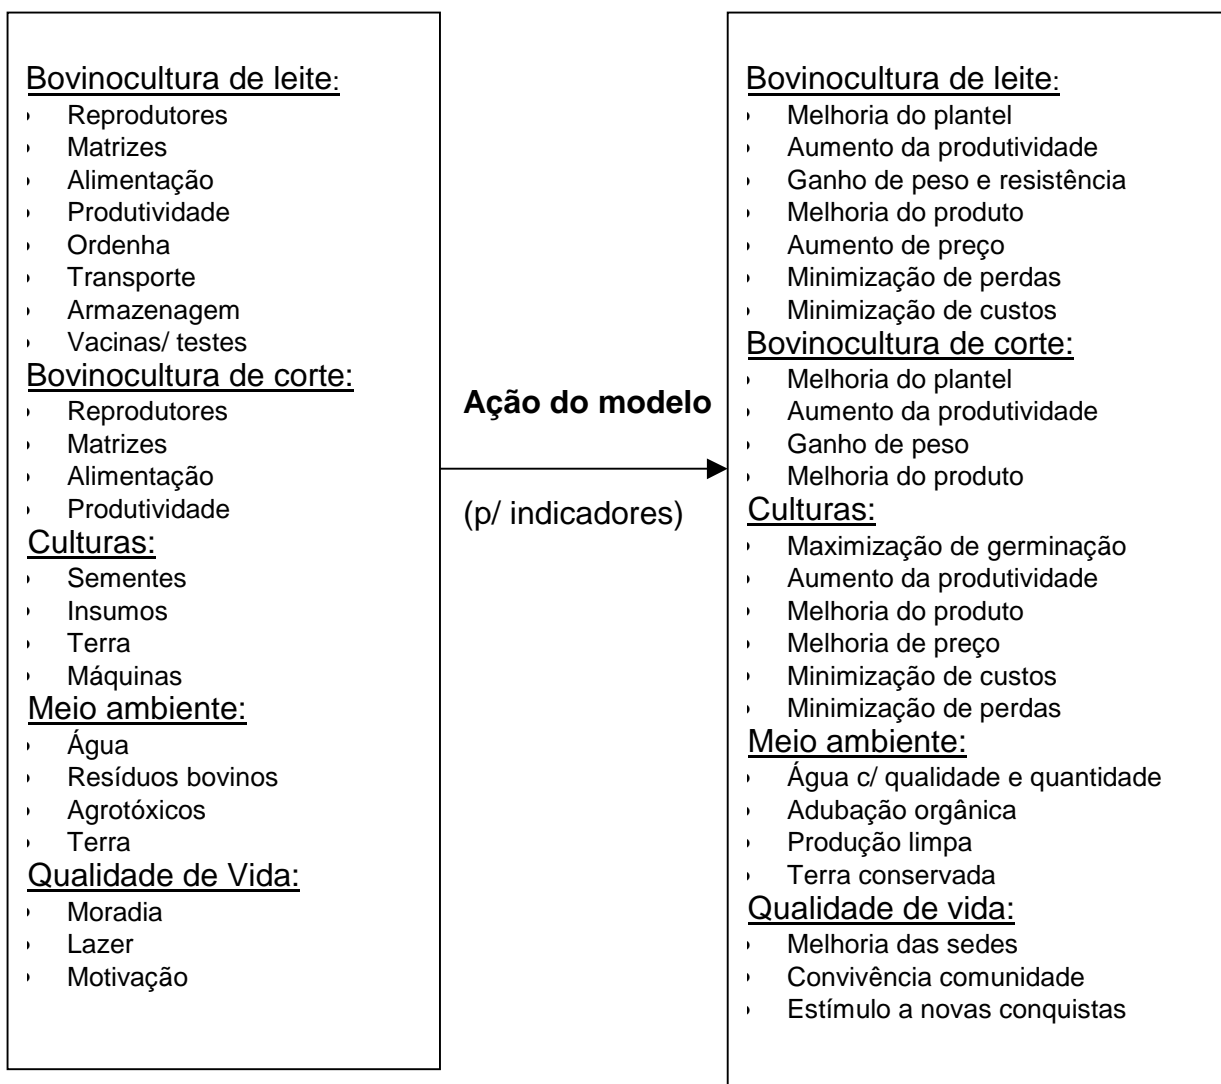 Bovinocultura de leite:
Reprodutores
Matrizes
Alimentação
Produtividade
Ordenha
Transporte
Armazenagem
Vacinas/ testes
Bovinocultura de corte:
Reprodutores
Matrizes
Alimentação
Produtividade
Culturas:
Sementes
Insumos
Terra
Máquinas
Meio ambiente:
Água
Resíduos bovinos
Agrotóxicos
Terra
Qualidade de Vida:
Moradia
Lazer
Motivação
Ação do modelo
(p/ indicadores)
Bovinocultura de leite:
Melhoria do plantel
Aumento da produtividade
Ganho de peso e resistência
Melhoria do produto
Aumento de preço
Minimização de perdas
Minimização de custos
Bovinocultura de corte:
Melhoria do plantel
Aumento da produtividade
Ganho de peso
Melhoria do produto
Culturas:
Maximização de germinação
Aumento da produtividade
Melhoria do produto
Melhoria de preço
Minimização de custos
Minimização de perdas
Meio ambiente:
Água c/ qualidade e quantidade
Adubação orgânica
Produção limpa
Terra conservada
Qualidade de vida:
Melhoria das sedes
Convivência comunidade
Estímulo a novas conquistas